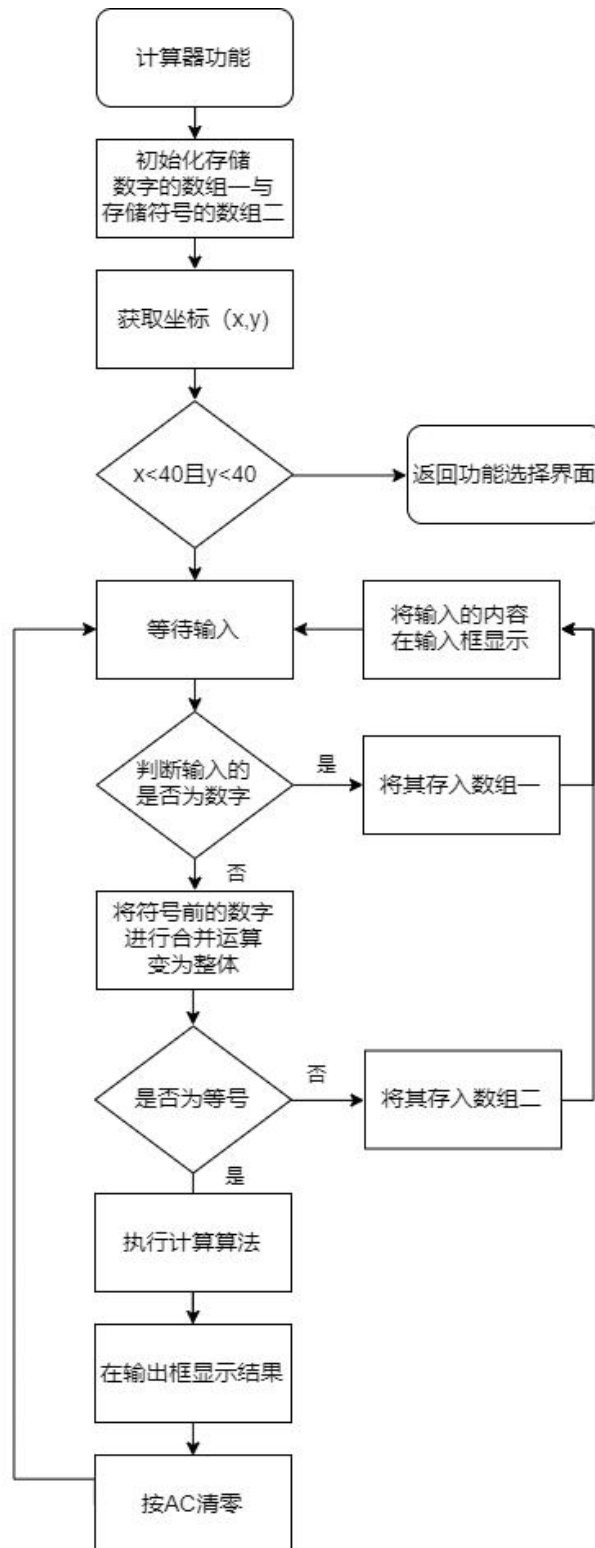 计算器功能
初始化存储
数字的数组一与
存储符号的数组二
获取坐标（x,y)
x<40且y<40
返回功能选择界面
等待输入
将输入的内容
在输入框显示
判断输入的
是否为数字
是
将其存入数组一
否
将符号前的数字
进行合并运算
变为整体
是否为等号
否
将其存入数组二
是
执行计算算法
在输出框显示结果
按AC清零